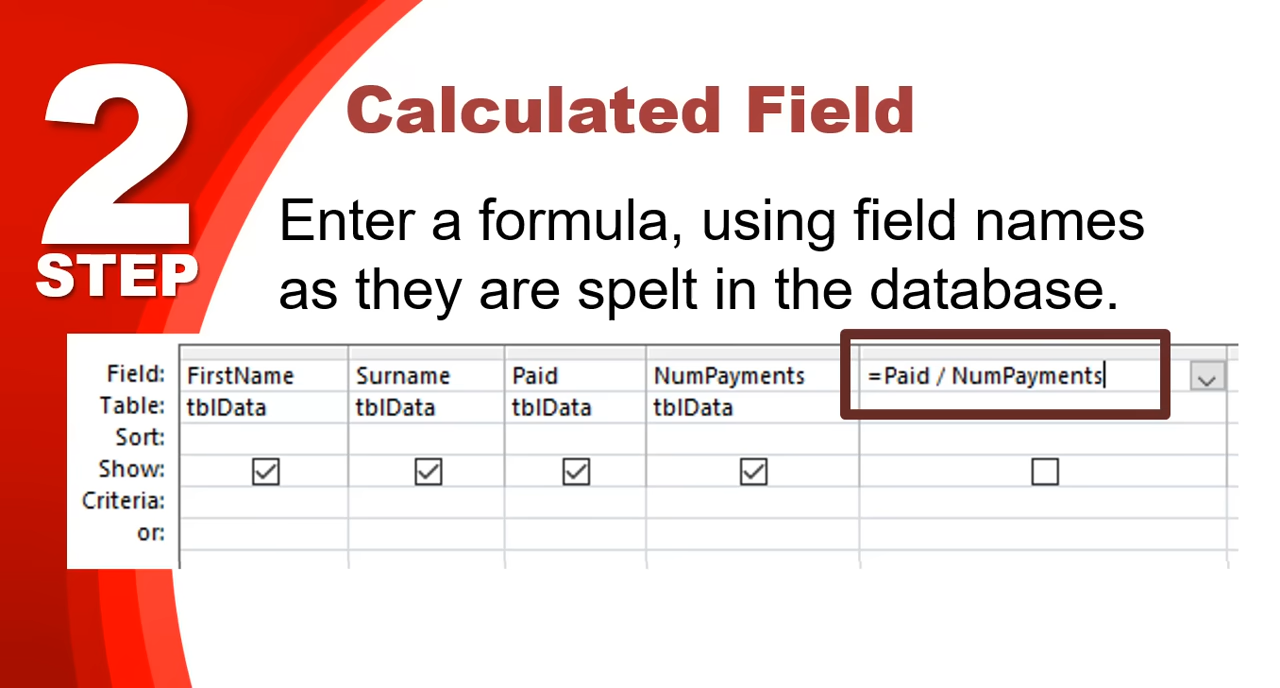 2
STEP
Calculated Field
Enter a formula, using field names
as they are spelt in the database.
Field: FirstName Surname Paid NumPayments =Paid / NumPayments
Table: tblData tblData tblData tblData
Sort:
Show:
Criteria:
or: